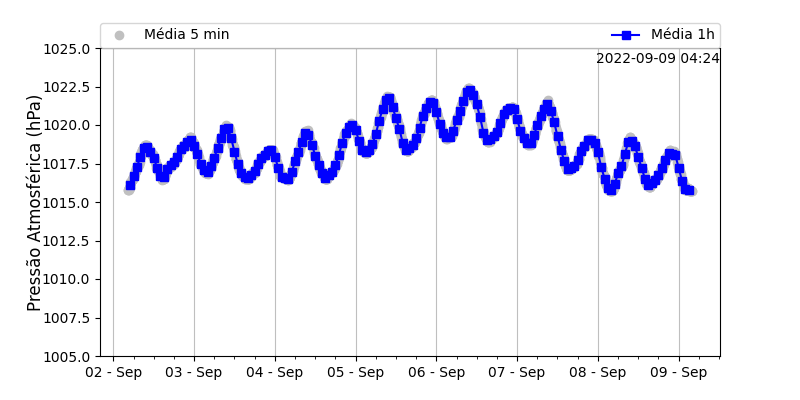 Média 5 min
Média 1h
2022-09-09 04:24
Pressão Atmosférica (hPa)
1025.0
1022.5
1020.0
1017.5
1015.0
1012.5
1010.0
1007.5
1005.0
02 - Sep
03 - Sep
04 - Sep
05 - Sep
06 - Sep
07 - Sep
08 - Sep
09 - Sep